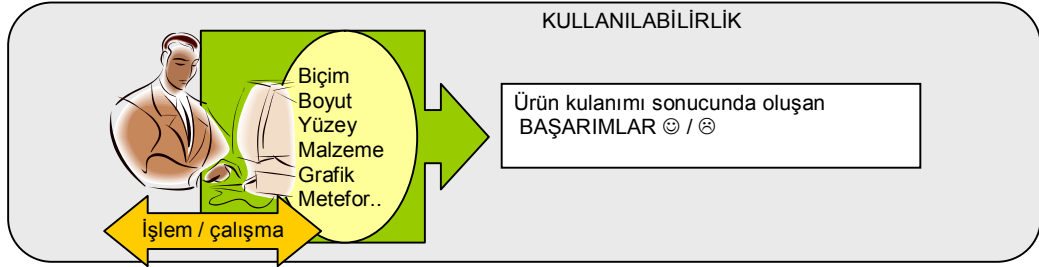 KULLANILABİLİRLİK
Biçim
Boyut
Yüzey
Malzeme
Grafik
Metefor..
İşlem / çalışma
Ürün kulanımı sonucunda oluşan
BAŞARIMLAR ☺ / ☹